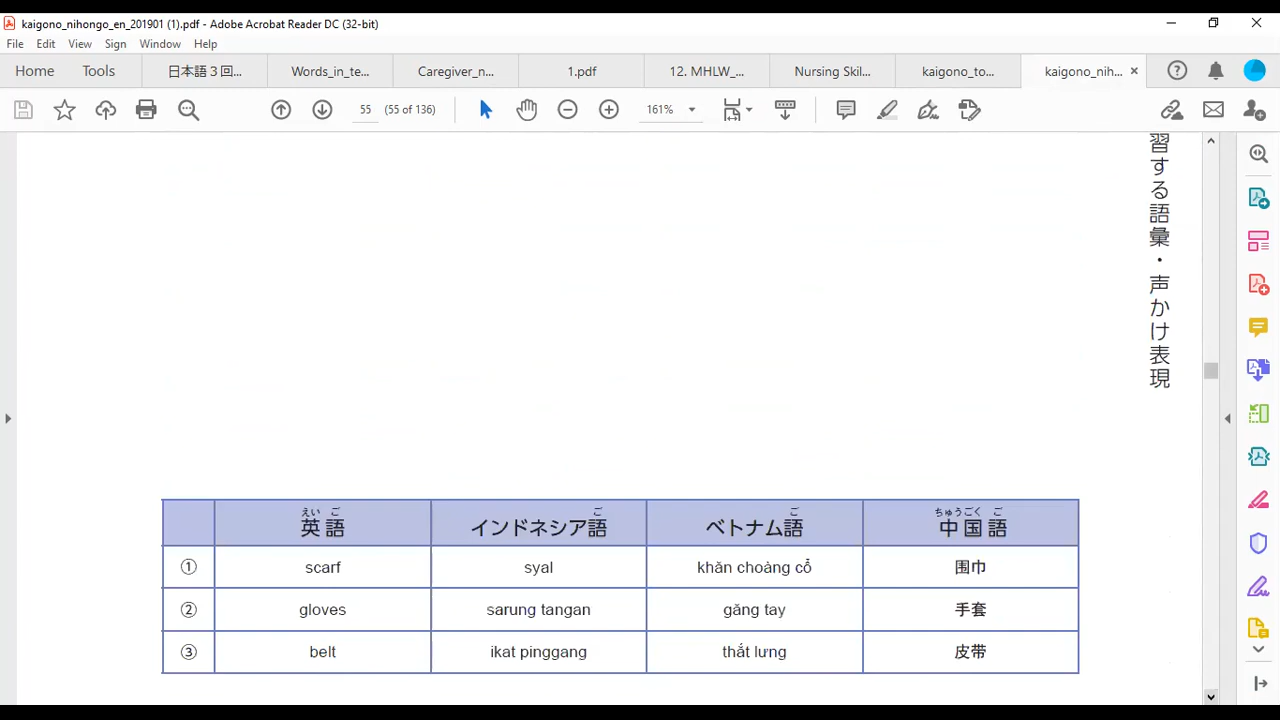 kaigono_nihongo_en_201901 (1).pdf - Adobe Acrobat Reader DC (32-bit)
File Edit View Sign Window Help
Home Tools 日本語３回... Words_in_te... Caregiver_n... 1.pdf 12. MHLW_... Nursing Skil... kaigono_to... kaigono_nih...
55 (55 of 136) 161%
習する語彙・声かけ表現
えい ご ご ご ちゅうごく ご
英語 インドネシア語 ベトナム語 中国語
① scarf syal khăn choàng cổ 围巾
② gloves sarung tangan găng tay 手套
③ belt ikat pinggang thắt lưng 皮带